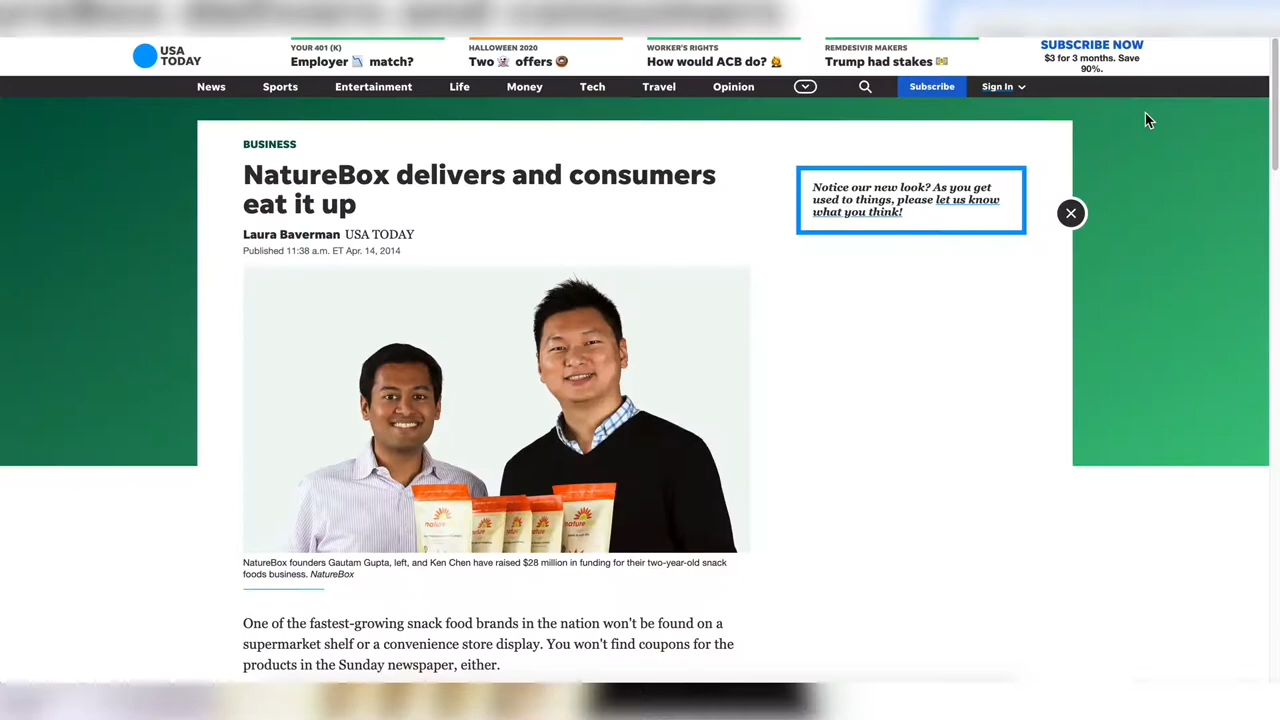 USA
TODAY
YOUR 401 (K)
Employer 📉 match?
HALLOWEEN 2020
Two 👻 offers 🍩
WORKER'S RIGHTS
How would ACB do?
REMDESIVIR MAKERS
Trump had stakes 💵
SUBSCRIBE NOW
$3 for 3 months. Save
90%.
News Sports Entertainment Life Money Tech Travel Opinion Subscribe Sign In
BUSINESS
NatureBox delivers and consumers
eat it up
Laura Baverman USA TODAY
Published 11:38 a.m. ET Apr. 14, 2014
Notice our new look? As you get
used to things, please let us know
what you think!
nature
nature
nature
NatureBox founders Gautam Gupta, left, and Ken Chen have raised $28 million in funding for their two-year-old snack
foods business. NatureBox
One of the fastest-growing snack food brands in the nation won't be found on a
supermarket shelf or a convenience store display. You won't find coupons for the
products in the Sunday newspaper, either.